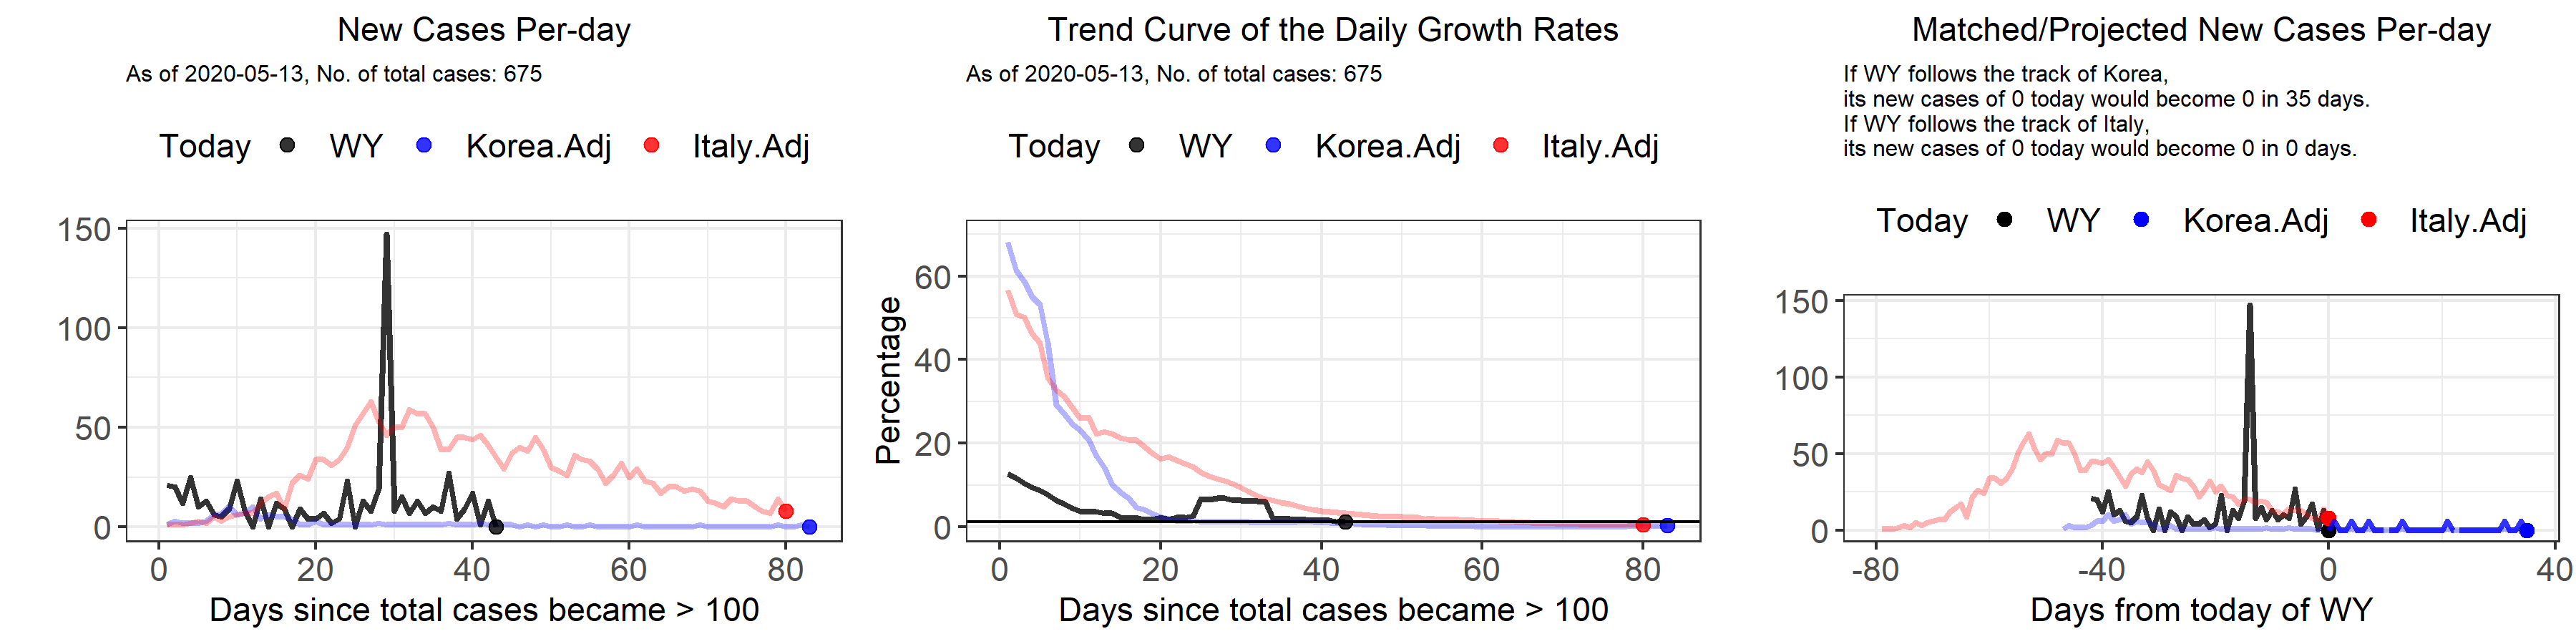 New Cases Per-day
As of 2020-05-13, No. of total cases: 675
Today WY Korea.Adj Italy.Adj
150
100
50
0
0 20 40 60 80
Days since total cases became > 100
Trend Curve of the Daily Growth Rates
As of 2020-05-13, No. of total cases: 675
Today WY Korea.Adj Italy.Adj
Percentage
60
40
20
0
0 20 40 60 80
Days since total cases became > 100
Matched/Projected New Cases Per-day
If WY follows the track of Korea,
its new cases of 0 today would become 0 in 35 days.
If WY follows the track of Italy,
its new cases of 0 today would become 0 in 0 days.
Today WY Korea.Adj Italy.Adj
150
100
50
0
-80 -40 0 40
Days from today of WY